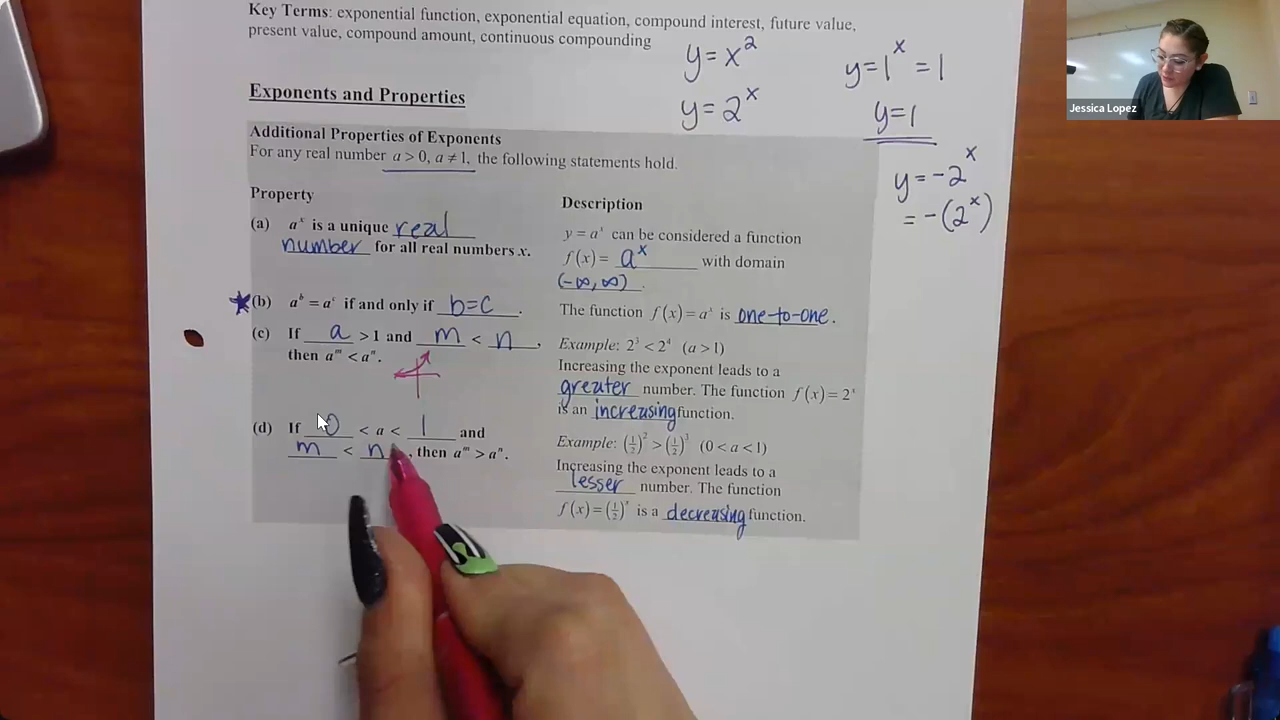 Key Terms: exponential function, exponential equation, compound interest, future value,
present value, compound amount, continuous compounding
y=x²
y=2ˣ
y=1ˣ=1
y=1
y=-2ˣ
=-(2ˣ)
Jessica Lopez
Exponents and Properties
Additional Properties of Exponents
For any real number a > 0, a ≠ 1, the following statements hold.
Property
(a) aˣ is a unique real
number for all real numbers x.
★(b) aᵇ = aᶜ if and only if b=c.
(c) If a > 1 and m < n,
then aᵐ < aⁿ.
(d) If 0 < a < 1 and
m < n, then aᵐ > aⁿ.
Description
y = aˣ can be considered a function
f(x) = aˣ with domain
(-∞,∞).
The function f(x) = aˣ is one-to-one.
Example: 2³ < 2⁴ (a > 1)
Increasing the exponent leads to a
greater number. The function f(x) = 2ˣ
is an increasing function.
Example: (1/2)² > (1/2)³ (0 < a < 1)
Increasing the exponent leads to a
lesser number. The function
f(x) = (1/2)ˣ is a decreasing function.